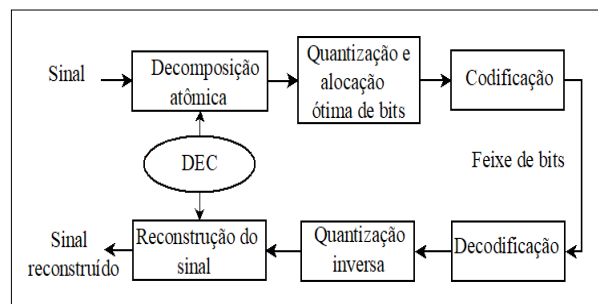 Sinal
Decomposição
atômica
Quantização e
alocação
ótima de bits
Codificação
DEC
Feixe de bits
Sinal
reconstruído
Reconstrução do
sinal
Quantização
inversa
Decodificação